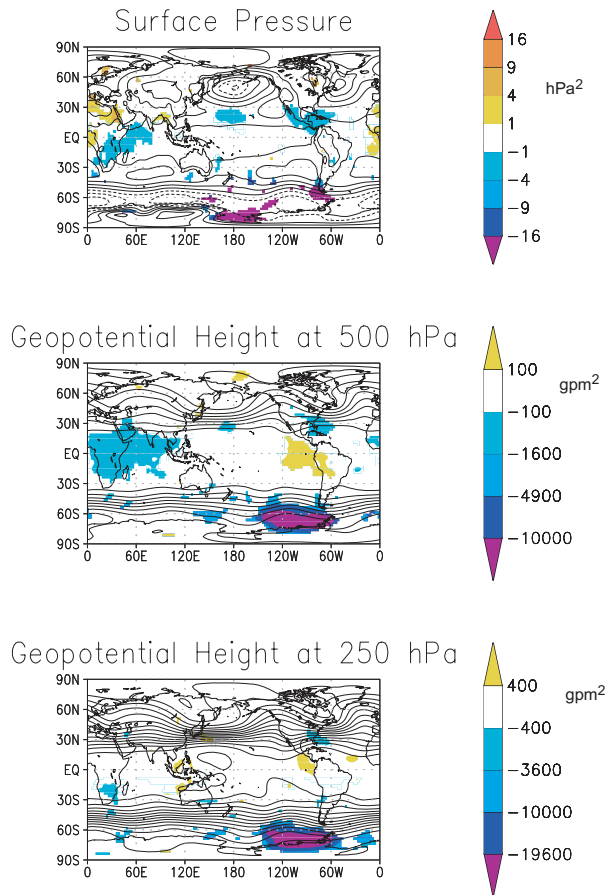 Surface Pressure
90N
60N
30N
EQ
30S
60S
90S
0 60E 120E 180 120W 60W 0
16
9
4
1
−1
−4
−9
−16
hPa2
Geopotential Height at 500 hPa
90N
60N
30N
EQ
30S
60S
90S
0 60E 120E 180 120W 60W 0
100
−100
−1600
−4900
−10000
gpm2
Geopotential Height at 250 hPa
90N
60N
30N
EQ
30S
60S
90S
0 60E 120E 180 120W 60W 0
400
−400
−3600
−10000
−19600
gpm2